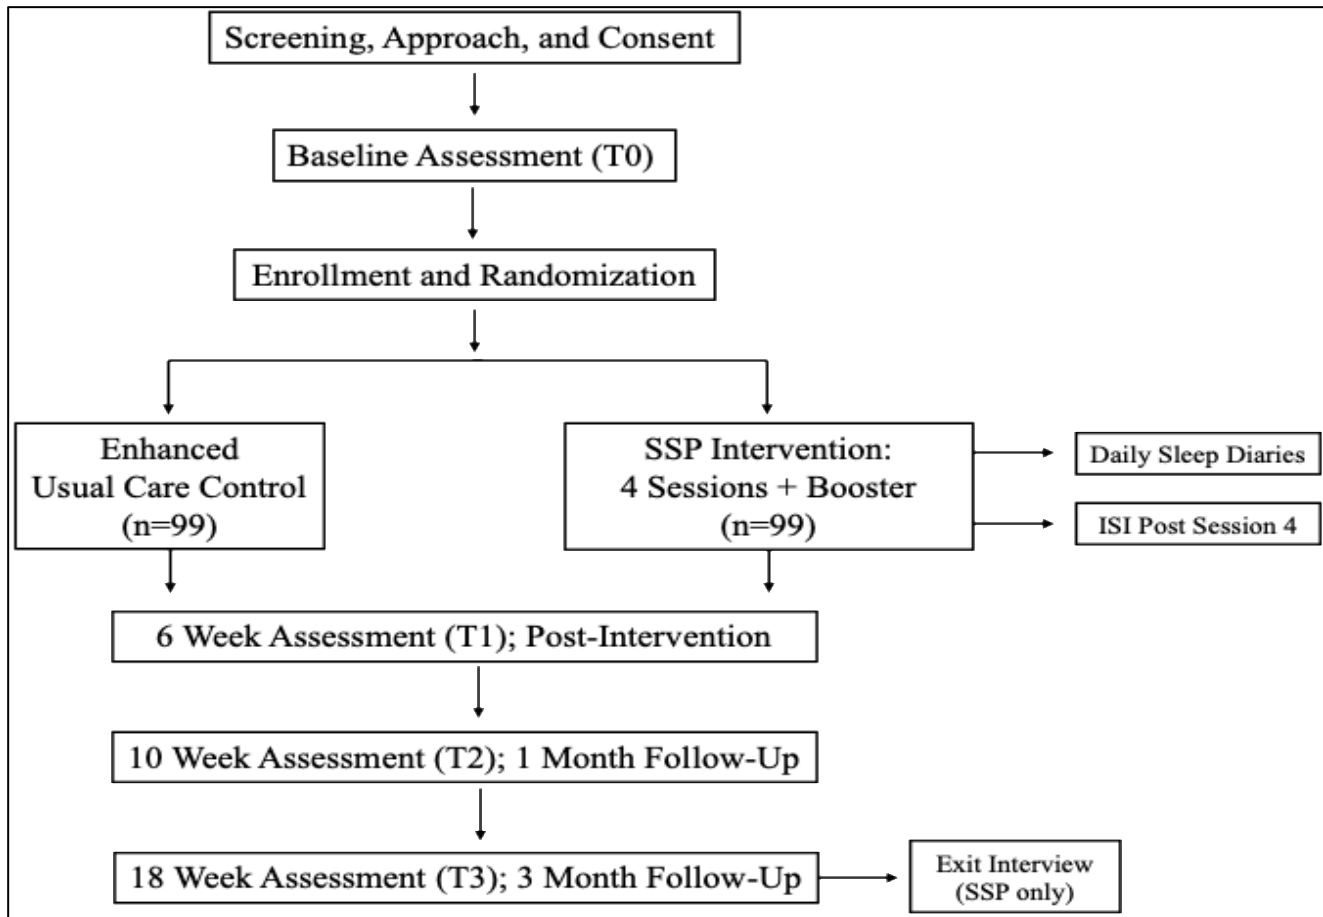 Screening, Approach, and Consent
Baseline Assessment (T0)
Enrollment and Randomization
Enhanced
Usual Care Control
(n=99)
SSP Intervention:
4 Sessions + Booster
(n=99)
Daily Sleep Diaries
ISI Post Session 4
6 Week Assessment (T1); Post-Intervention
10 Week Assessment (T2); 1 Month Follow-Up
18 Week Assessment (T3); 3 Month Follow-Up
Exit Interview
(SSP only)